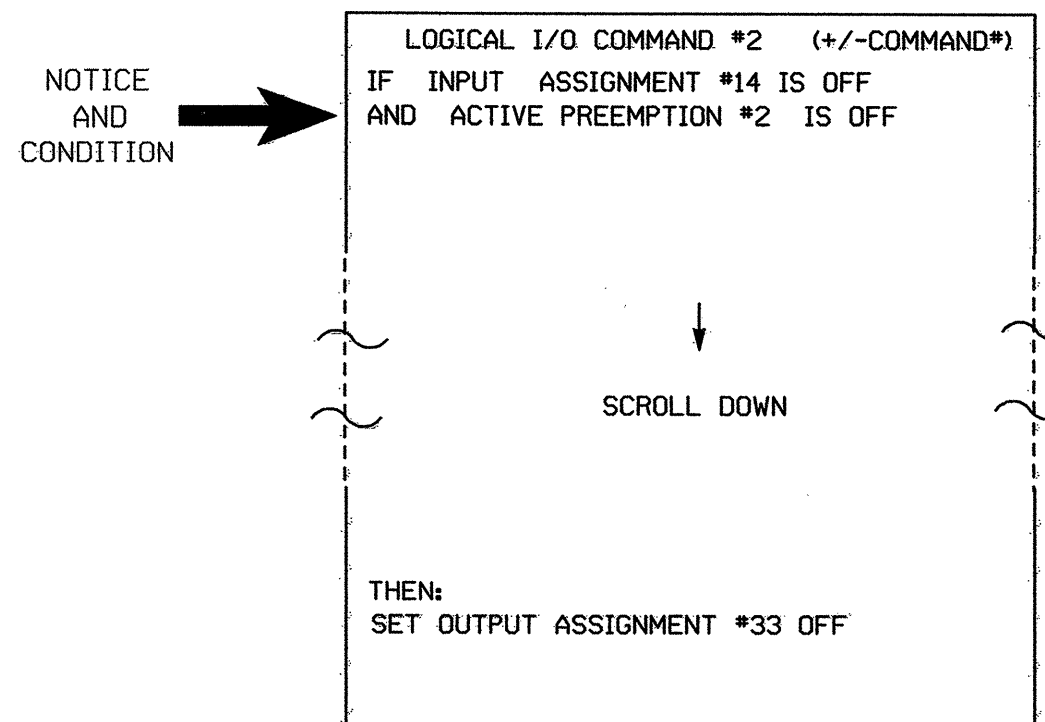 LOGICAL I/O COMMAND #2 (+/-COMMAND#)
NOTICE
AND
CONDITION
IF INPUT ASSIGNMENT #14 IS OFF
AND ACTIVE PREEMPTION #2 IS OFF
SCROLL DOWN
THEN:
SET OUTPUT ASSIGNMENT #33 OFF